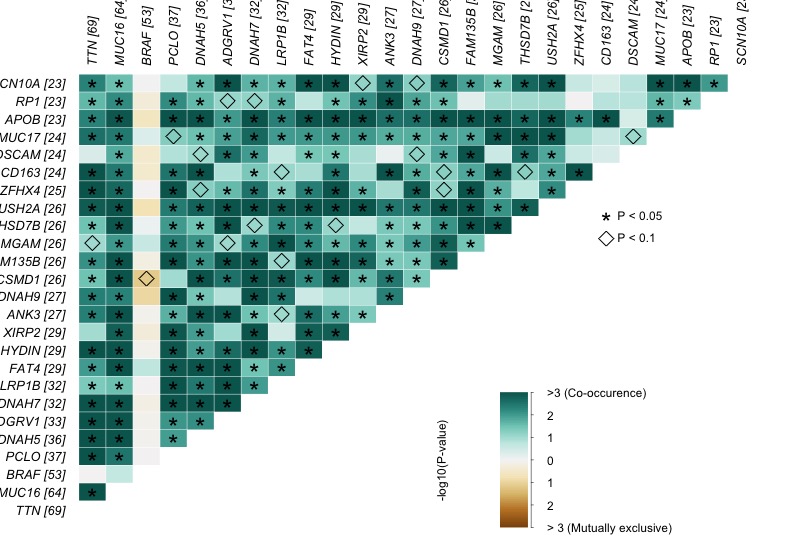 TTN [69]
MUC16 [64]
BRAF [53]
PCLO [37]
DNAH5 [36]
ADGRV1 [3
DNAH7 [32]
LRP1B [32]
FAT4 [29]
HYDIN [29]
XIRP2 [29]
ANK3 [27]
DNAH9 [27]
CSMD1 [26]
FAM135B [
MGAM [26]
THSD7B [2
USH2A [26]
ZFHX4 [25]
CD163 [24]
DSCAM [24]
MUC17 [24]
APOB [23]
RP1 [23]
SCN10A [2
CN10A [23]
RP1 [23]
APOB [23]
MUC17 [24]
DSCAM [24]
CD163 [24]
ZFHX4 [25]
USH2A [26]
HSD7B [26]
MGAM [26]
M135B [26]
CSMD1 [26]
DNAH9 [27]
ANK3 [27]
XIRP2 [29]
HYDIN [29]
FAT4 [29]
LRP1B [32]
DNAH7 [32]
DGRV1 [33]
DNAH5 [36]
PCLO [37]
BRAF [53]
MUC16 [64]
TTN [69]
* P < 0.05
◇ P < 0.1
-log10(P-value)
>3 (Co-occurence)
2
1
0
1
2
> 3 (Mutually exclusive)